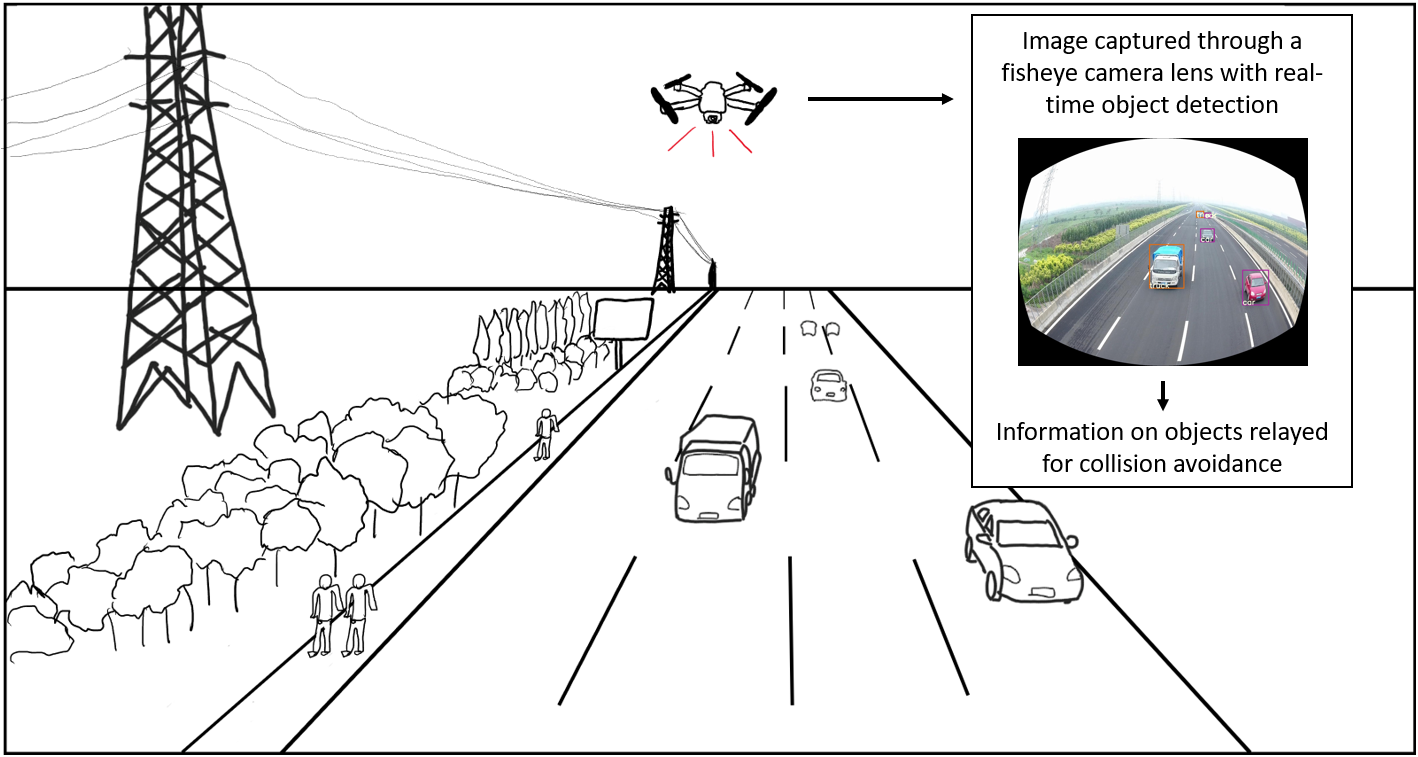 Image captured through a
fisheye camera lens with real-
time object detection
truck
car
truck
car
Information on objects relayed
for collision avoidance